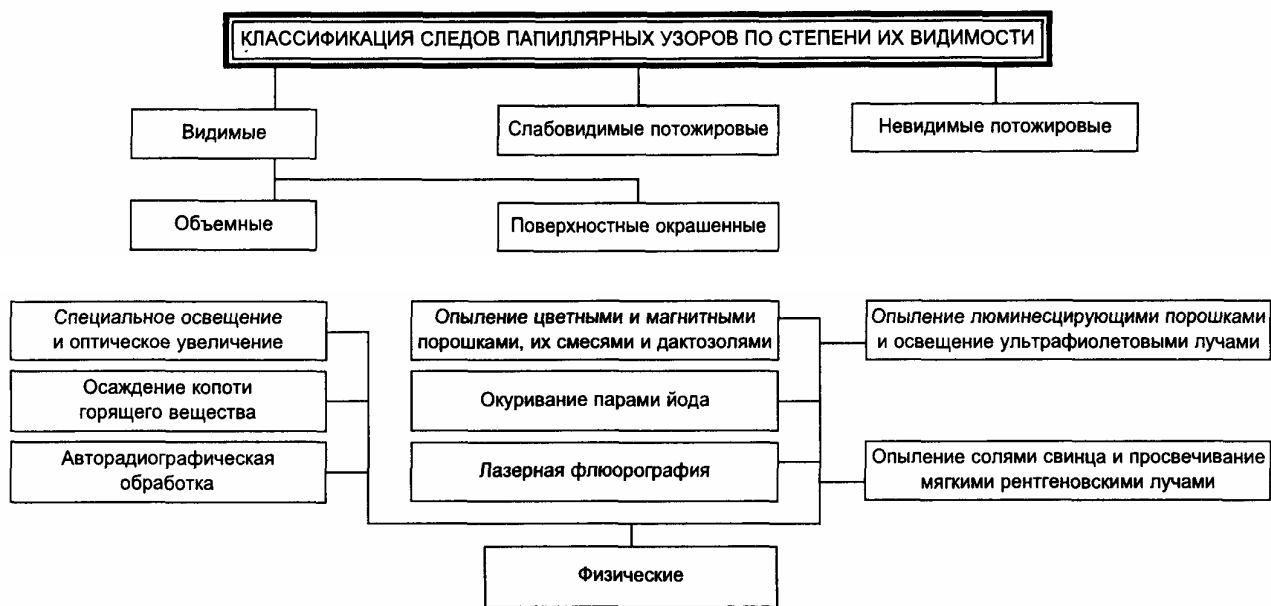 КЛАССИФИКАЦИЯ СЛЕДОВ ПАПИЛЛЯРНЫХ УЗОРОВ ПО СТЕПЕНИ ИХ ВИДИМОСТИ
Видимые
Слабовидимые потожировые
Невидимые потожировые
Объемные
Поверхностные окрашенные
Специальное освещение
и оптическое увеличение
Опыление цветными и магнитными
порошками, их смесями и дактозолями
Опыление люминесцирующими порошками
и освещение ультрафиолетовыми лучами
Осаждение копоти
горящего вещества
Окуривание парами йода
Авторадиографическая
обработка
Лазерная флюорография
Опыление солями свинца и просвечивание
мягкими рентгеновскими лучами
Физические